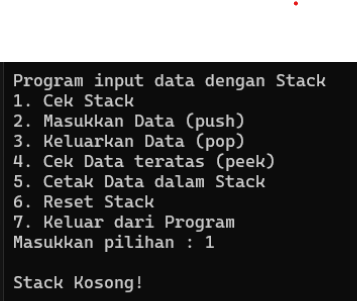 Program input data dengan Stack
1. Cek Stack
2. Masukkan Data (push)
3. Keluarkan Data (pop)
4. Cek Data teratas (peek)
5. Cetak Data dalam Stack
6. Reset Stack
7. Keluar dari Program
Masukkan pilihan : 1
Stack Kosong!